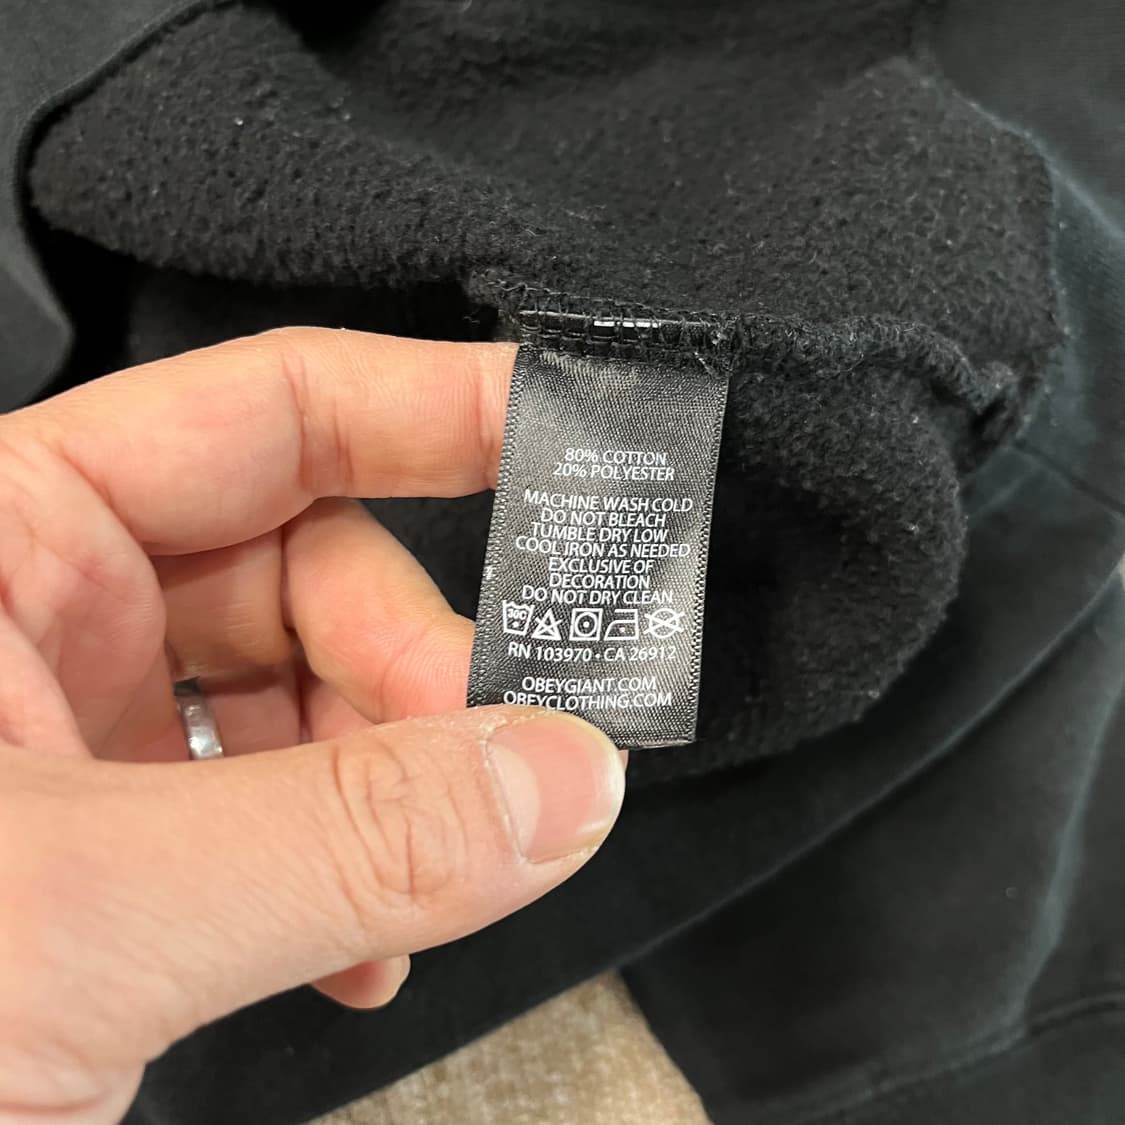 80% COTTON
20% POLYESTER
MACHINE WASH COLD
DO NOT BLEACH
TUMBLE DRY LOW
COOL IRON AS NEEDED
EXCLUSIVE OF
DECORATION
DO NOT DRY CLEAN
30C
RN 103970 • CA 26912
OBEYGIANT.COM
OBEYCLOTHING.COM